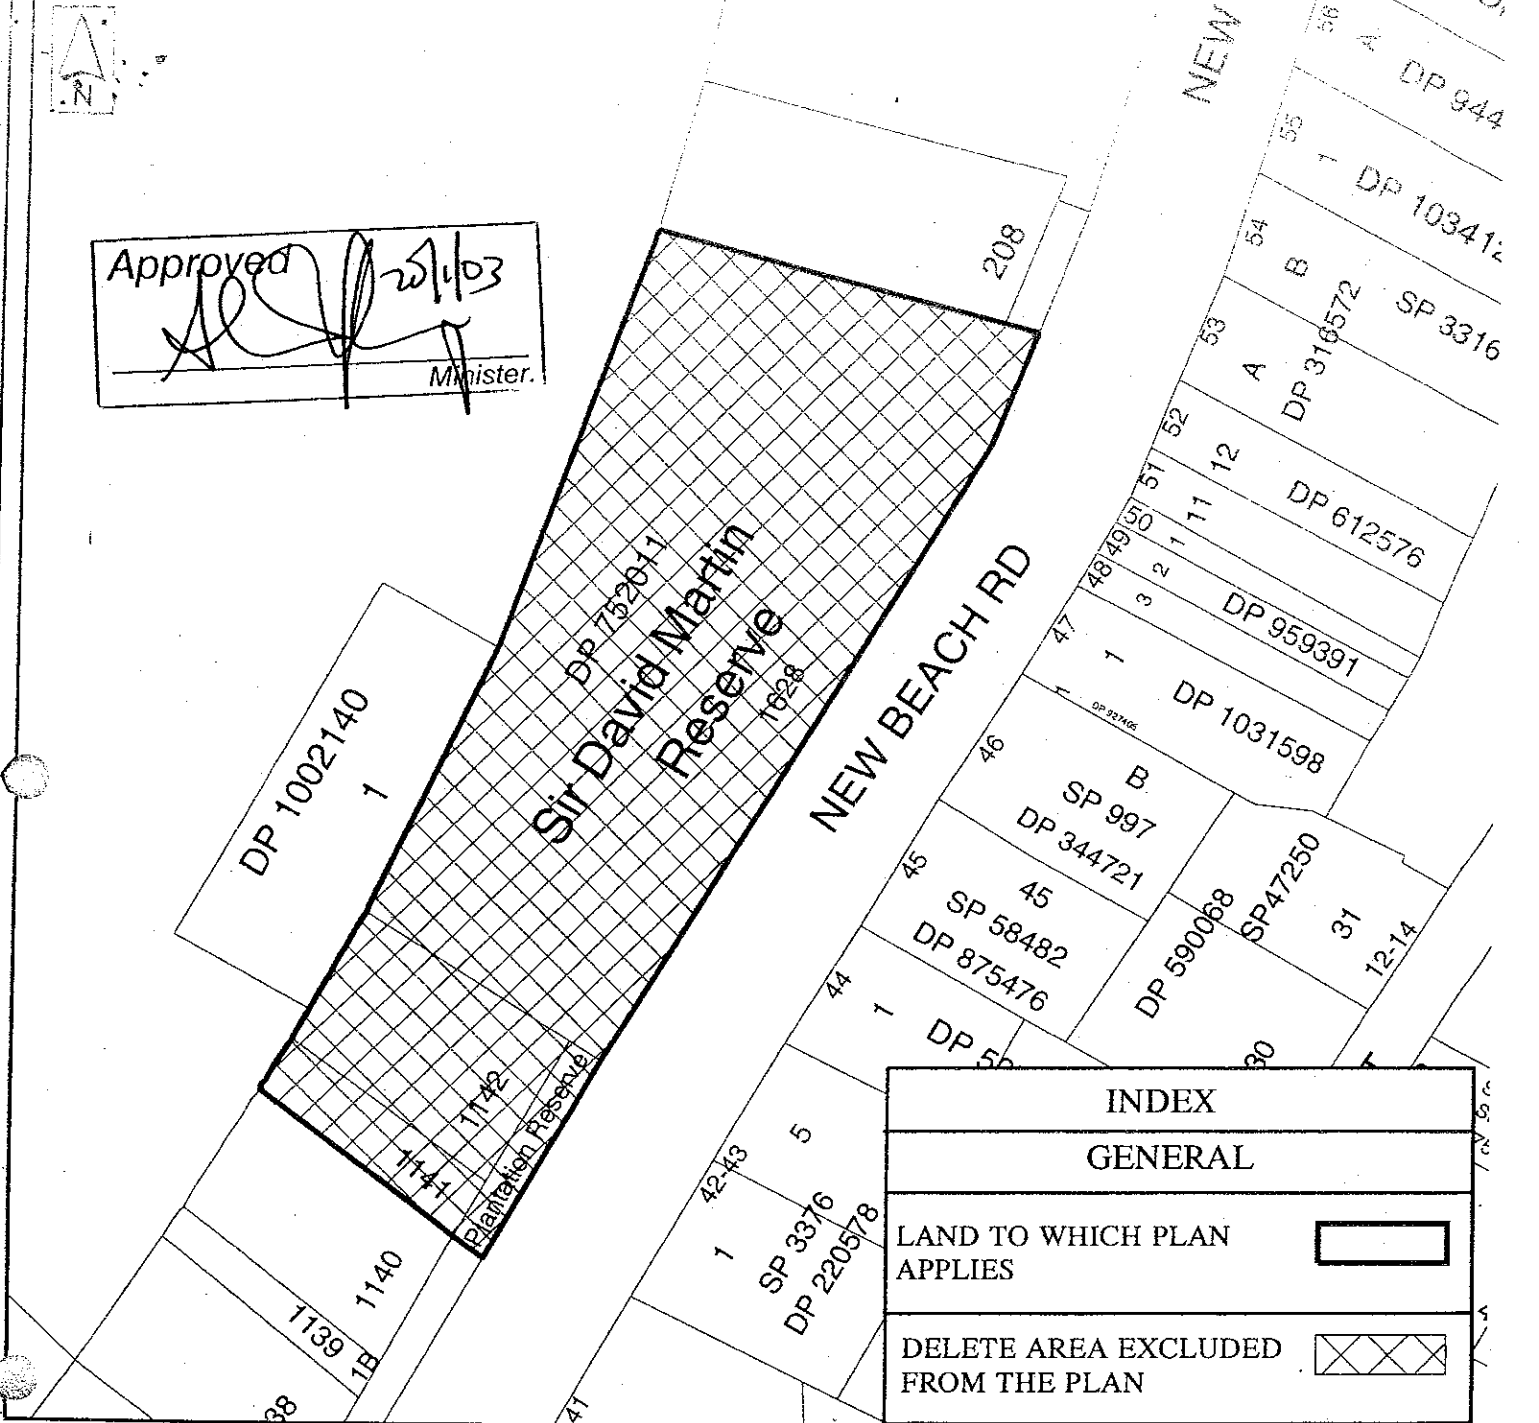 N
Approved
20/1/03
Minister.
NEW
208
DP 752011
Sir David Martin
Reserve
1628
DP 1002140
1
1142
1141
Plantation Reserve
1140
1139
1B
38
NEW BEACH RD
56
A
DP 944
55
1
DP 103412
54
B
SP 3316
53
A
DP 316572
52
12
DP 612576
51
11
50
1
49
2
DP 959391
48
3
47
1
DP 1031598
1
DP 927406
46
B
SP 997
DP 344721
45
45
SP 58482
DP 875476
44
1
DP 52
DP 590068
SP47250
31
12-14
30
42-43
5
1
SP 3376
DP 220578
41
INDEX
GENERAL
LAND TO WHICH PLAN
APPLIES
DELETE AREA EXCLUDED
FROM THE PLAN